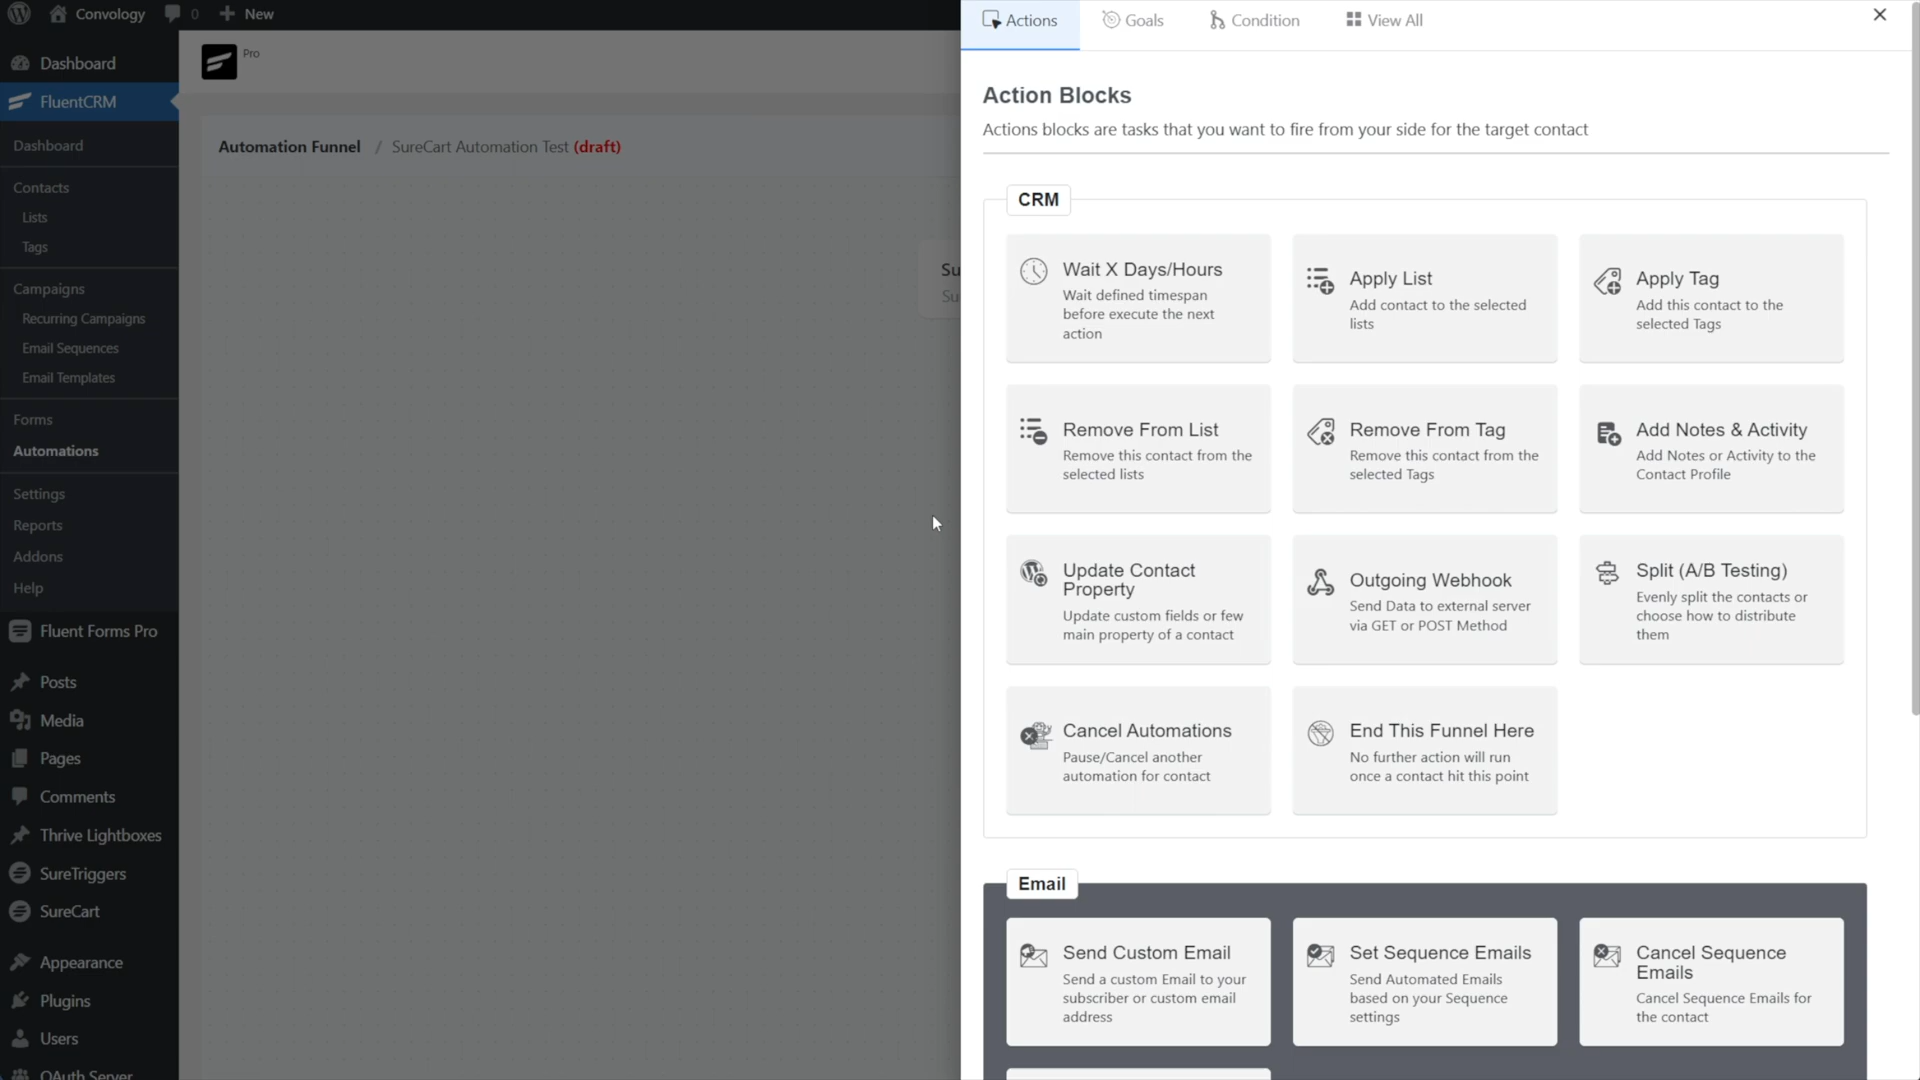 Convology
0
New
Dashboard
FluentCRM
Dashboard
Contacts
Lists
Tags
Campaigns
Recurring Campaigns
Email Sequences
Email Templates
Forms
Automations
Settings
Reports
Addons
Help
Fluent Forms Pro
Posts
Media
Pages
Comments
Thrive Lightboxes
SureTriggers
SureCart
Appearance
Plugins
Users
OAuth Server
Pro
Automation Funnel / SureCart Automation Test (draft)
Su
Su
Actions
Goals
Condition
View All
Action Blocks
Actions blocks are tasks that you want to fire from your side for the target contact
CRM
Wait X Days/Hours
Wait defined timespan
before execute the next
action
Apply List
Add contact to the selected
lists
Apply Tag
Add this contact to the
selected Tags
Remove From List
Remove this contact from the
selected lists
Remove From Tag
Remove this contact from the
selected Tags
Add Notes & Activity
Add Notes or Activity to the
Contact Profile
Update Contact
Property
Update custom fields or few
main property of a contact
Outgoing Webhook
Send Data to external server
via GET or POST Method
Split (A/B Testing)
Evenly split the contacts or
choose how to distribute
them
Cancel Automations
Pause/Cancel another
automation for contact
End This Funnel Here
No further action will run
once a contact hit this point
Email
Send Custom Email
Send a custom Email to your
subscriber or custom email
address
Set Sequence Emails
Send Automated Emails
based on your Sequence
settings
Cancel Sequence
Emails
Cancel Sequence Emails for
the contact